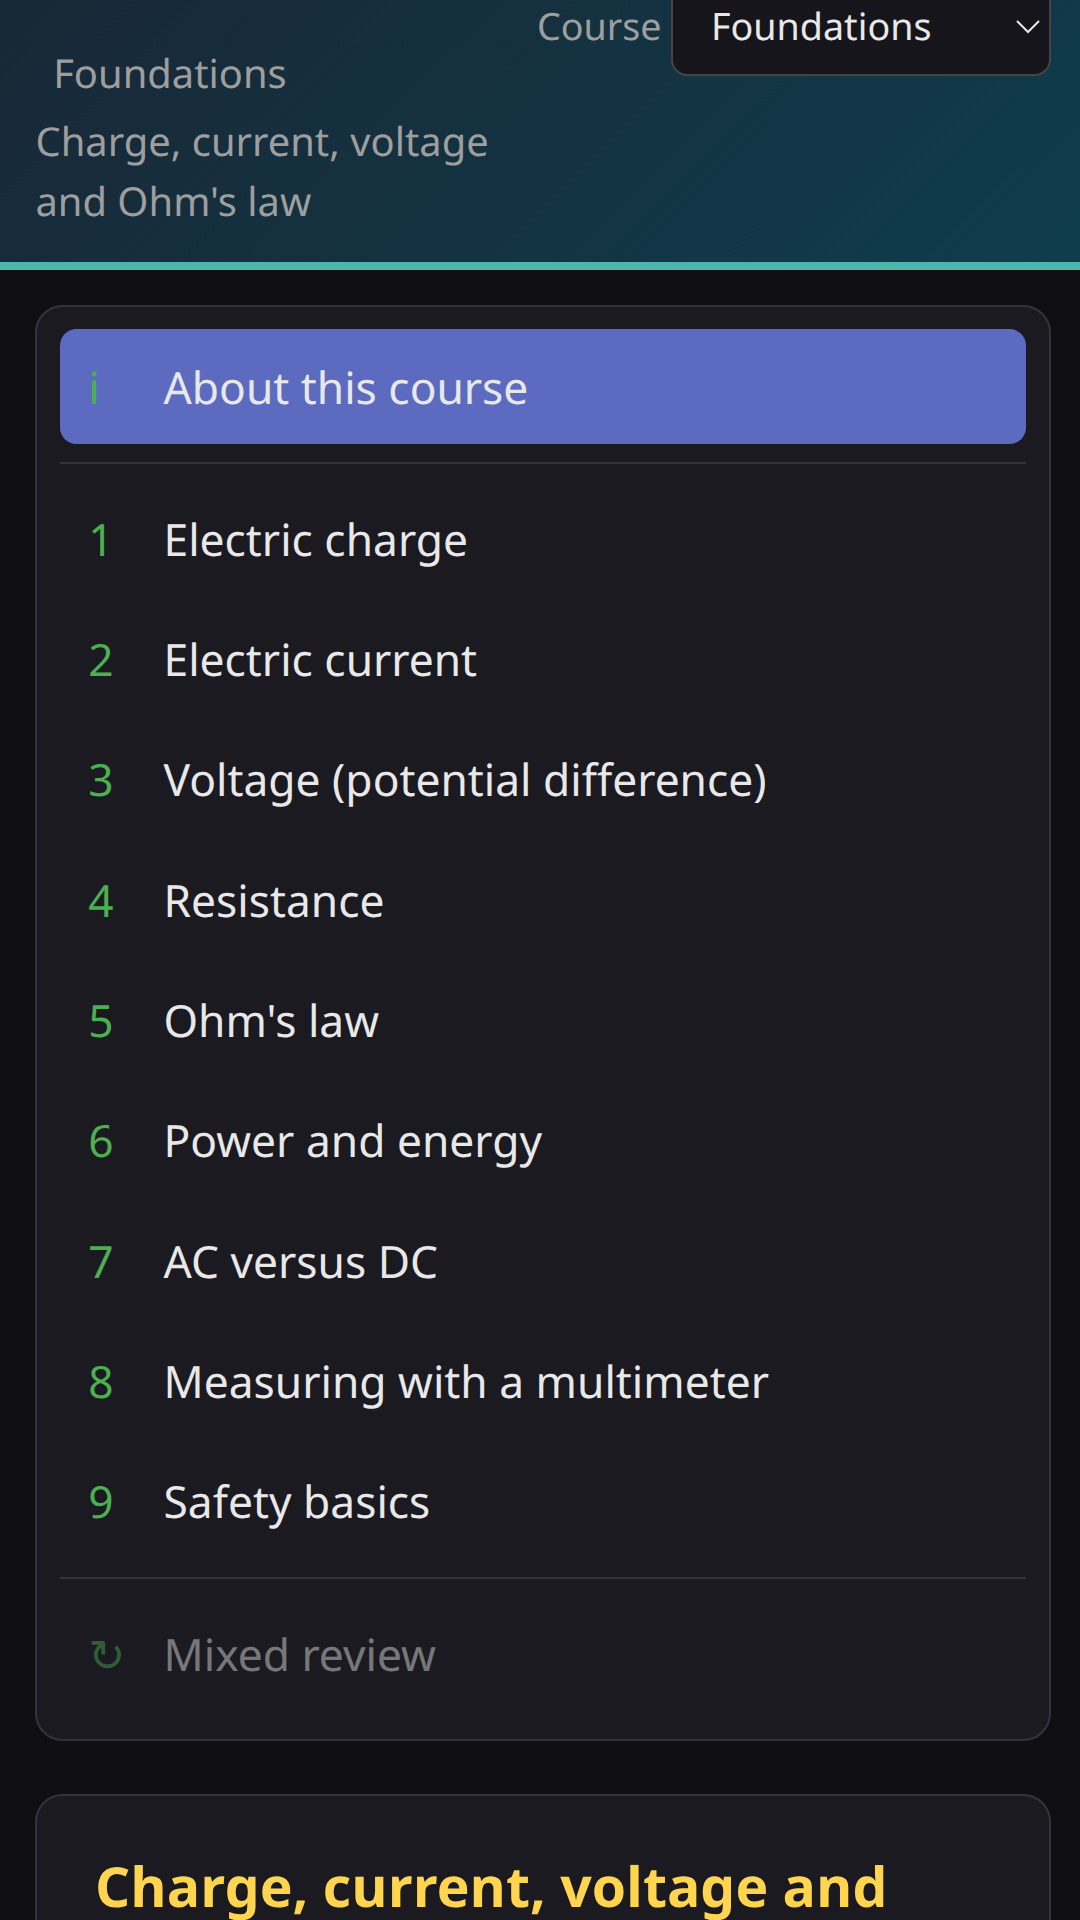 Course Foundations
Foundations
Charge, current, voltage
and Ohm's law
i About this course
1 Electric charge
2 Electric current
3 Voltage (potential difference)
4 Resistance
5 Ohm's law
6 Power and energy
7 AC versus DC
8 Measuring with a multimeter
9 Safety basics
↻ Mixed review
Charge, current, voltage and